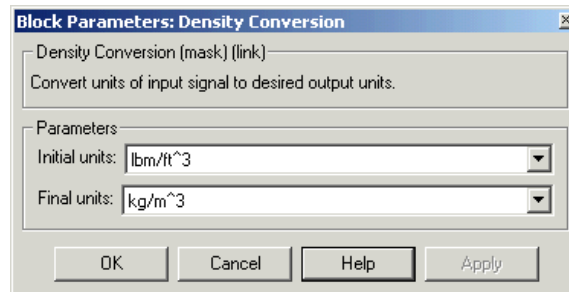 Block Parameters: Density Conversion
Density Conversion (mask) (link)
Convert units of input signal to desired output units.
Parameters
Initial units: lbm/ft^3
Final units: kg/m^3
OK Cancel Help Apply